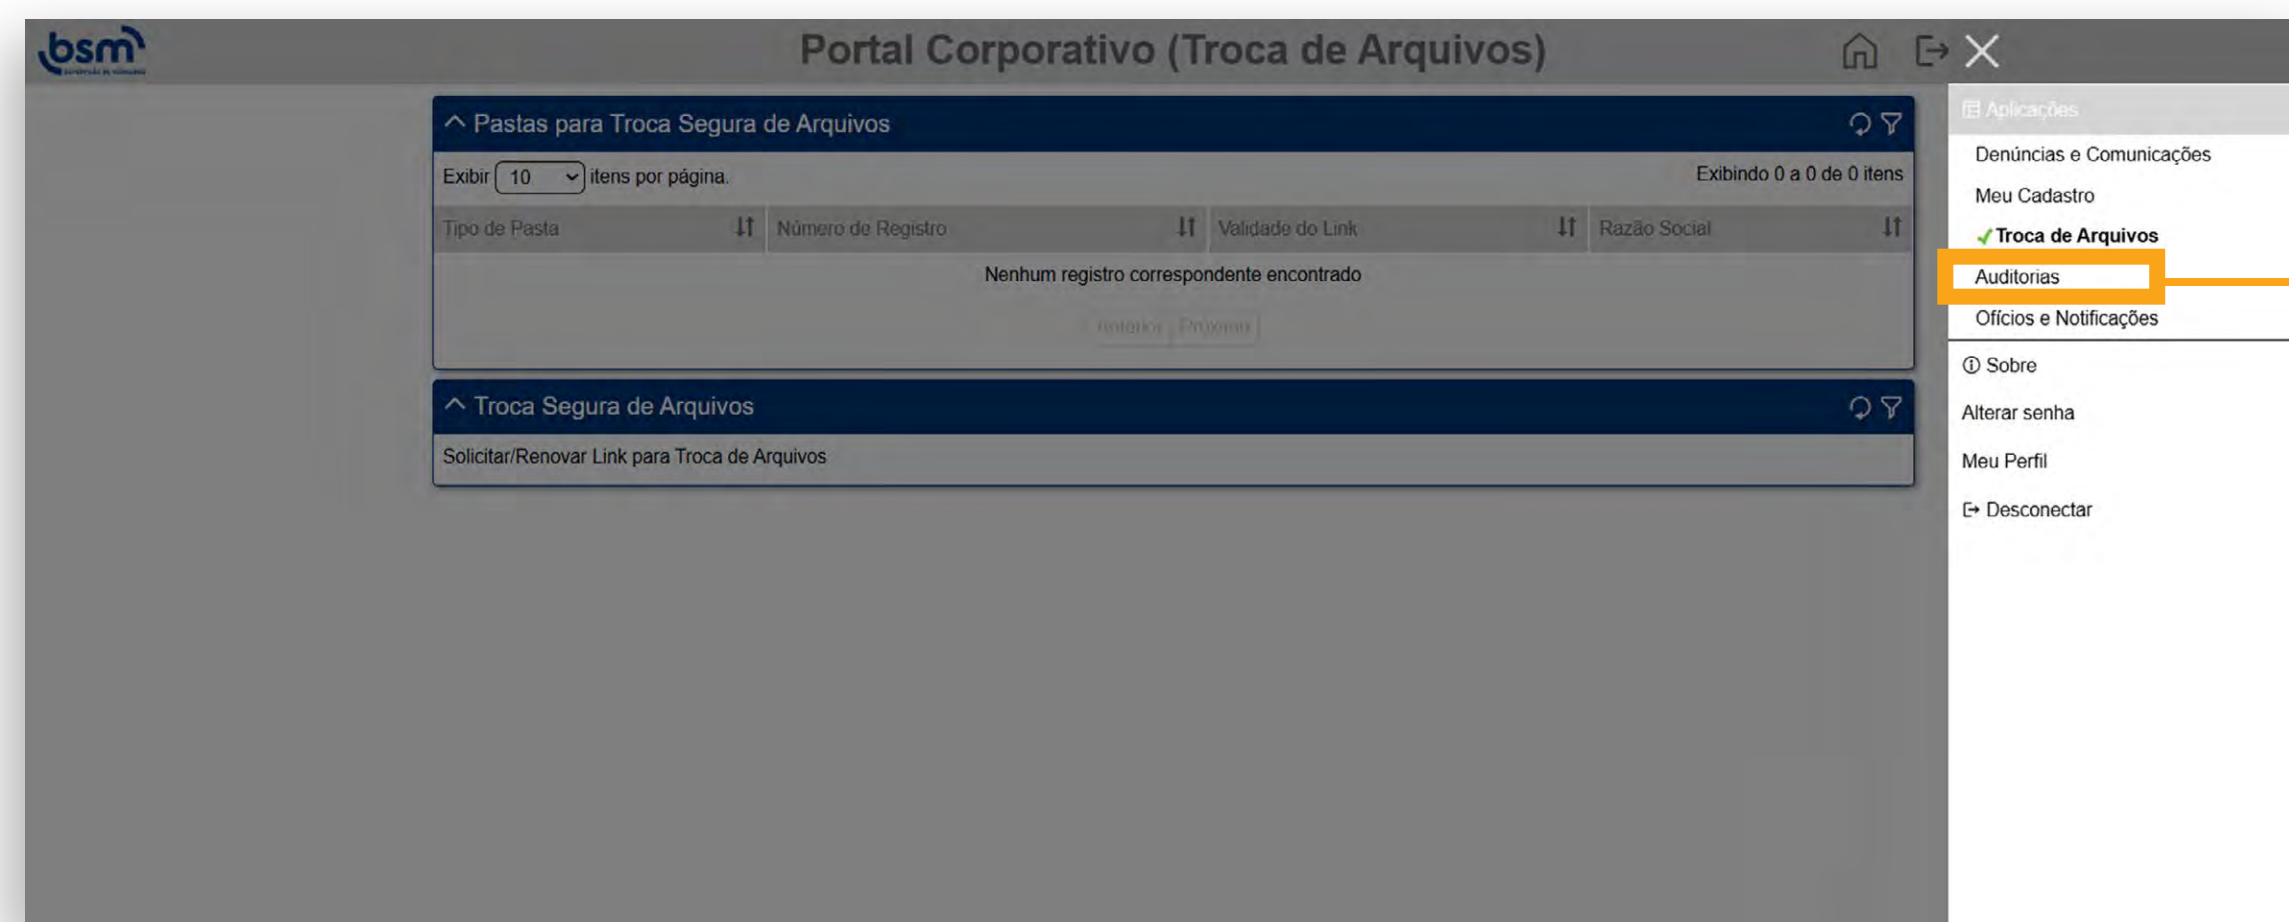 bsm
Portal Corporativo (Troca de Arquivos)
Pastas para Troca Segura de Arquivos
Exibir 10 itens por página.
Exibindo 0 a 0 de 0 itens
Tipo de Pasta Número de Registro Validade do Link Razão Social
Nenhum registro correspondente encontrado
Anterior Próximo
Troca Segura de Arquivos
Solicitar/Renovar Link para Troca de Arquivos
Aplicações
Denúncias e Comunicações
Meu Cadastro
Troca de Arquivos
Auditorias
Ofícios e Notificações
Sobre
Alterar senha
Meu Perfil
Desconectar